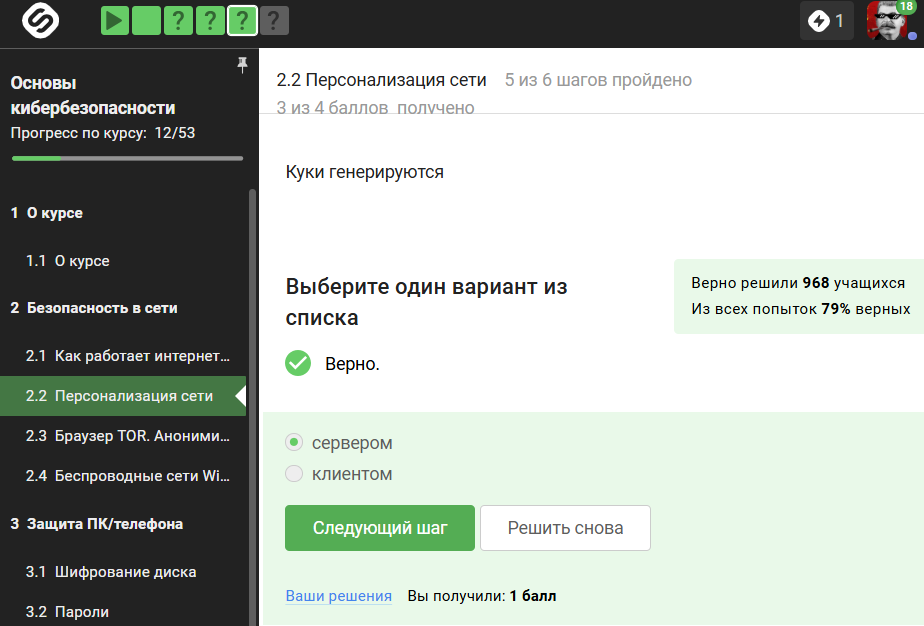 ? ? ? ?
1
18
Основы
кибербезопасности
Прогресс по курсу: 12/53
1 О курсе
1.1 О курсе
2 Безопасность в сети
2.1 Как работает интернет...
2.2 Персонализация сети
2.3 Браузер TOR. Аноними...
2.4 Беспроводные сети Wi...
3 Защита ПК/телефона
3.1 Шифрование диска
3.2 Пароли
2.2 Персонализация сети 5 из 6 шагов пройдено
3 из 4 баллов получено
Куки генерируются
Выберите один вариант из
списка
Верно решили 968 учащихся
Из всех попыток 79% верных
Верно.
сервером
клиентом
Следующий шаг
Решить снова
Ваши решения Вы получили: 1 балл